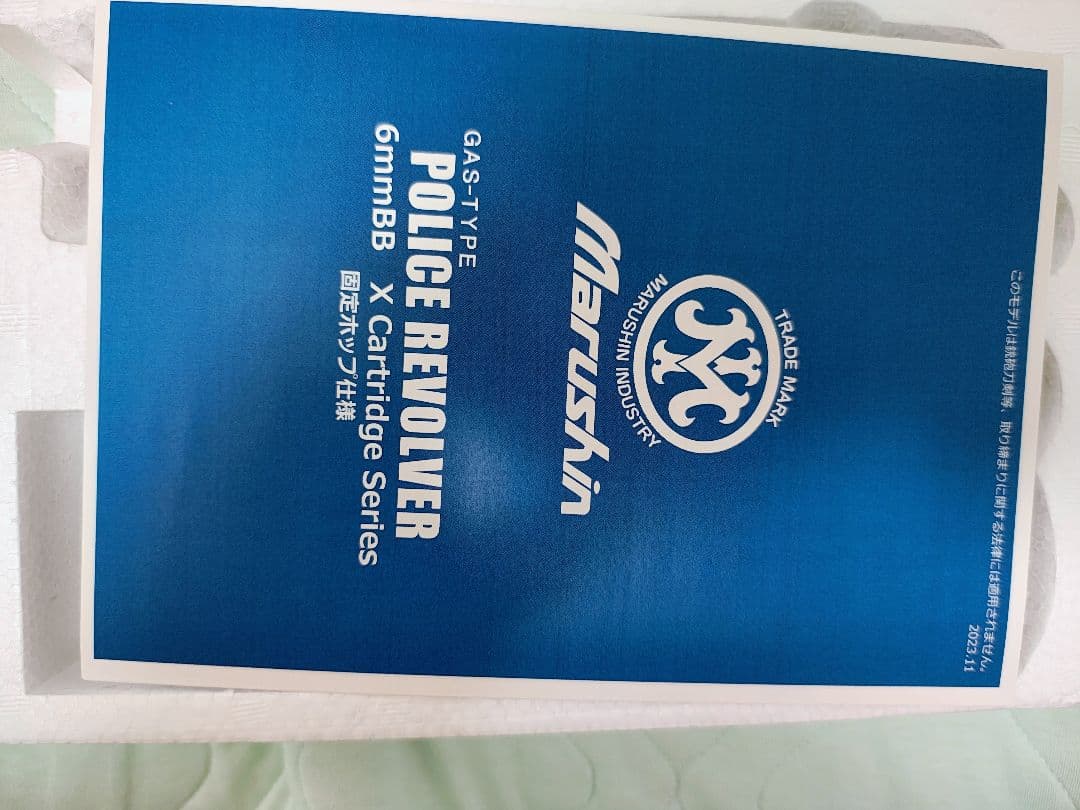 このモデルは銃砲刀剣等、取り締まりに関する法律には適用されません。
2023.11
TRADE MARK
MARUSHIN INDUSTRY
Marushin
GAS-TYPE
POLICE REVOLVER
6mmBB X Cartridge Series
固定ホップ仕様